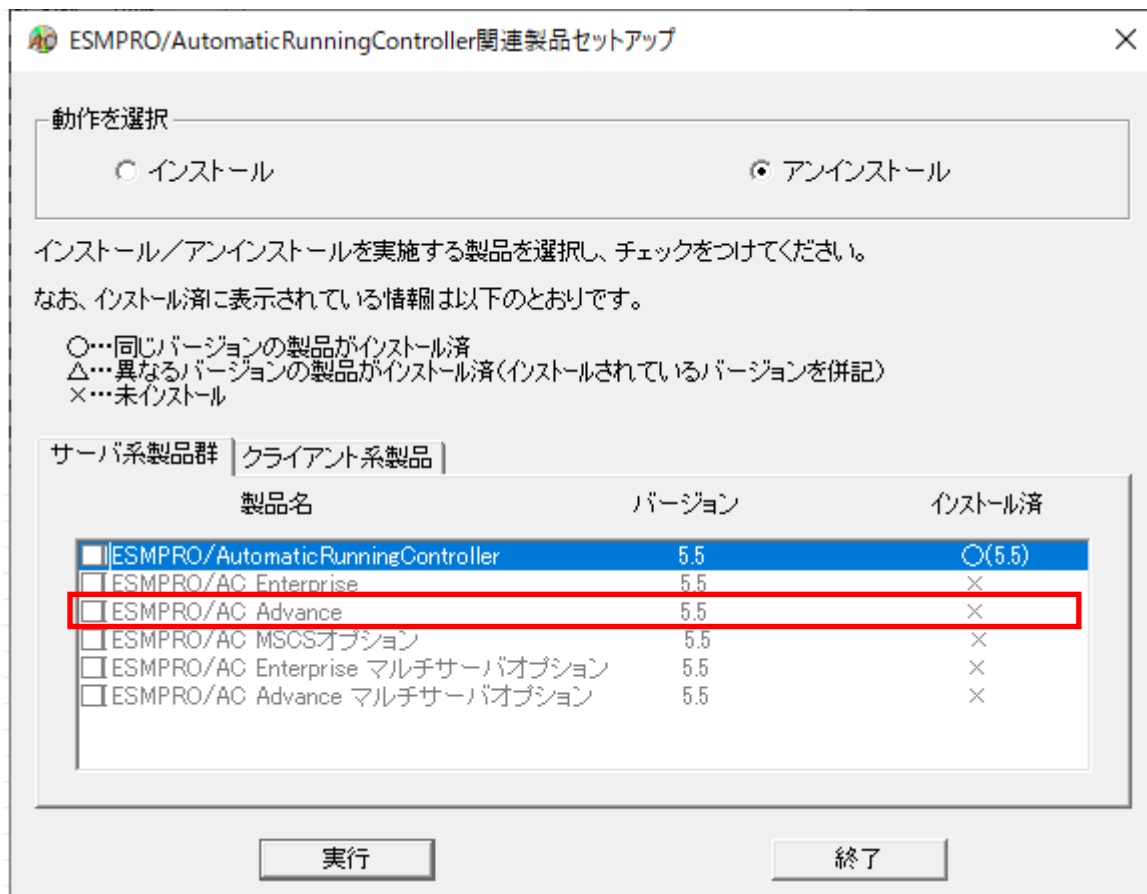 ESMPRO/AutomaticRunningController関連製品セットアップ
動作を選択
インストール アンインストール
インストール／アンインストールを実施する製品を選択し、チェックをつけてください。
なお、インストール済に表示されている情報は以下のとおりです。
○…同じバージョンの製品がインストール済
△…異なるバージョンの製品がインストール済(インストールされているバージョンを併記)
×…未インストール
サーバ系製品群 クライアント系製品
製品名 バージョン インストール済
ESMPRO/AutomaticRunningController 5.5 ○(5.5)
ESMPRO/AC Enterprise 5.5 ×
ESMPRO/AC Advance 5.5 ×
ESMPRO/AC MSCSオプション 5.5 ×
ESMPRO/AC Enterprise マルチサーバオプション 5.5 ×
ESMPRO/AC Advance マルチサーバオプション 5.5 ×
実行 終了